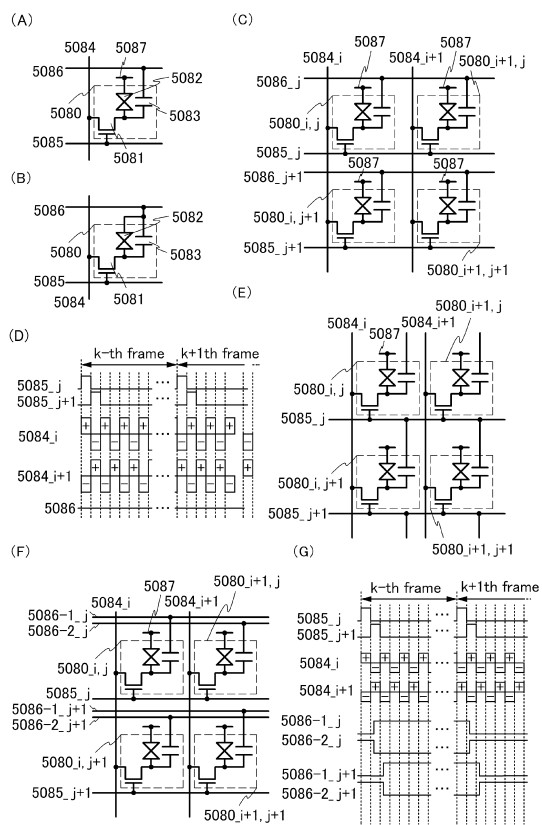 (A)
5084 5087
5086
5082
5080
5083
5085
5081
(B)
5086
5082
5080
5083
5085
5081
5084
(C)
5087 5087
5084_i 5084_i+1 5080_i+1, j
5086_j
5080_i, j
5085_j 5087 5087
5086_j+1
5080_i, j+1
5085_j+1
5080_i+1, j+1
(D)
k-th frame k+1th frame
5085_j
5085_j+1
5084_i + + + + + + + +
− − − − − − − −
5084_i+1 + + + + + + + +
− − − − − − − −
5086
(E)
5080_i+1, j
5084_i 5084_i+1
5087
5080_i, j
5085_j
5080_i, j+1
5085_j+1
5080_i+1, j+1
(F)
5087 5080_i+1, j
5084_i 5084_i+1
5086-1_j
5086-2_j
5080_i, j
5085_j
5086-1_j+1
5086-2_j+1
5080_i, j+1
5085_j+1
5080_i+1, j+1
(G)
k-th frame k+1th frame
5085_j
5085_j+1
5084_i + + + + + + + +
− − − − − − − −
5084_i+1 + + + + + + + +
− − − − − − − −
5086-1_j
5086-2_j
5086-1_j+1
5086-2_j+1